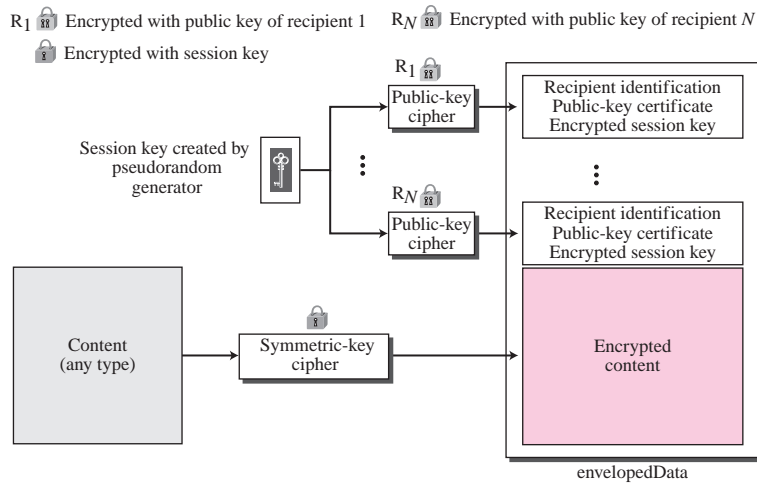 R1 Encrypted with public key of recipient 1
RN Encrypted with public key of recipient N
Encrypted with session key
R1
Public-key
cipher
Recipient identification
Public-key certificate
Encrypted session key
Session key created by
pseudorandom
generator
RN
Public-key
cipher
Recipient identification
Public-key certificate
Encrypted session key
Content
(any type)
Symmetric-key
cipher
Encrypted
content
envelopedData